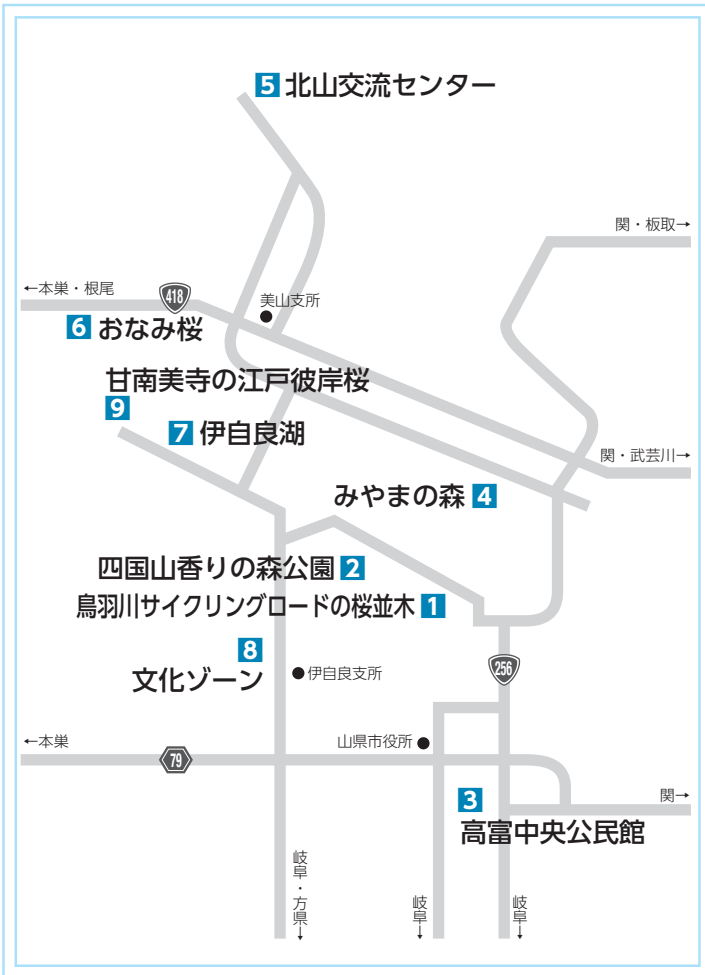 5 北山交流センター
関・板取→
←本巣・根尾
418
美山支所
6 おなみ桜
甘南美寺の江戸彼岸桜
9
7 伊自良湖
関・武芸川→
みやまの森 4
四国山香りの森公園 2
鳥羽川サイクリングロードの桜並木 1
8
文化ゾーン
伊自良支所
256
←本巣
79
山県市役所
3
高富中央公民館
関→
岐阜・方県→
岐阜→
岐阜→